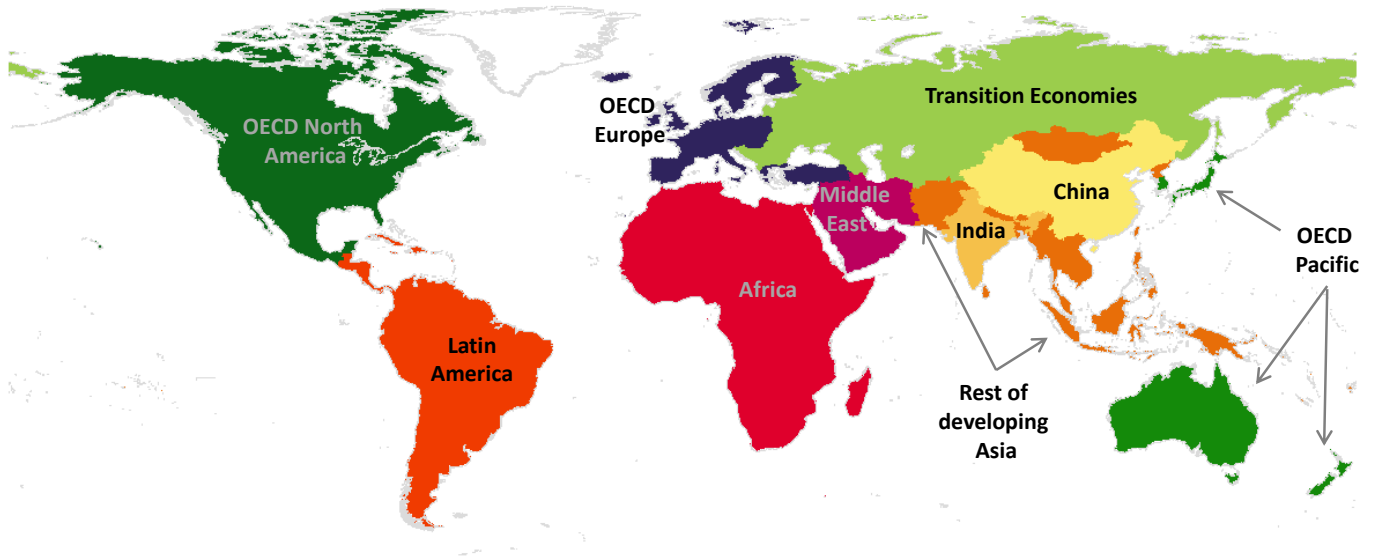 OECD North
America
OECD
Europe
Transition Economies
Middle
East
China
India
OECD
Pacific
Africa
Latin
America
Rest of
developing
Asia